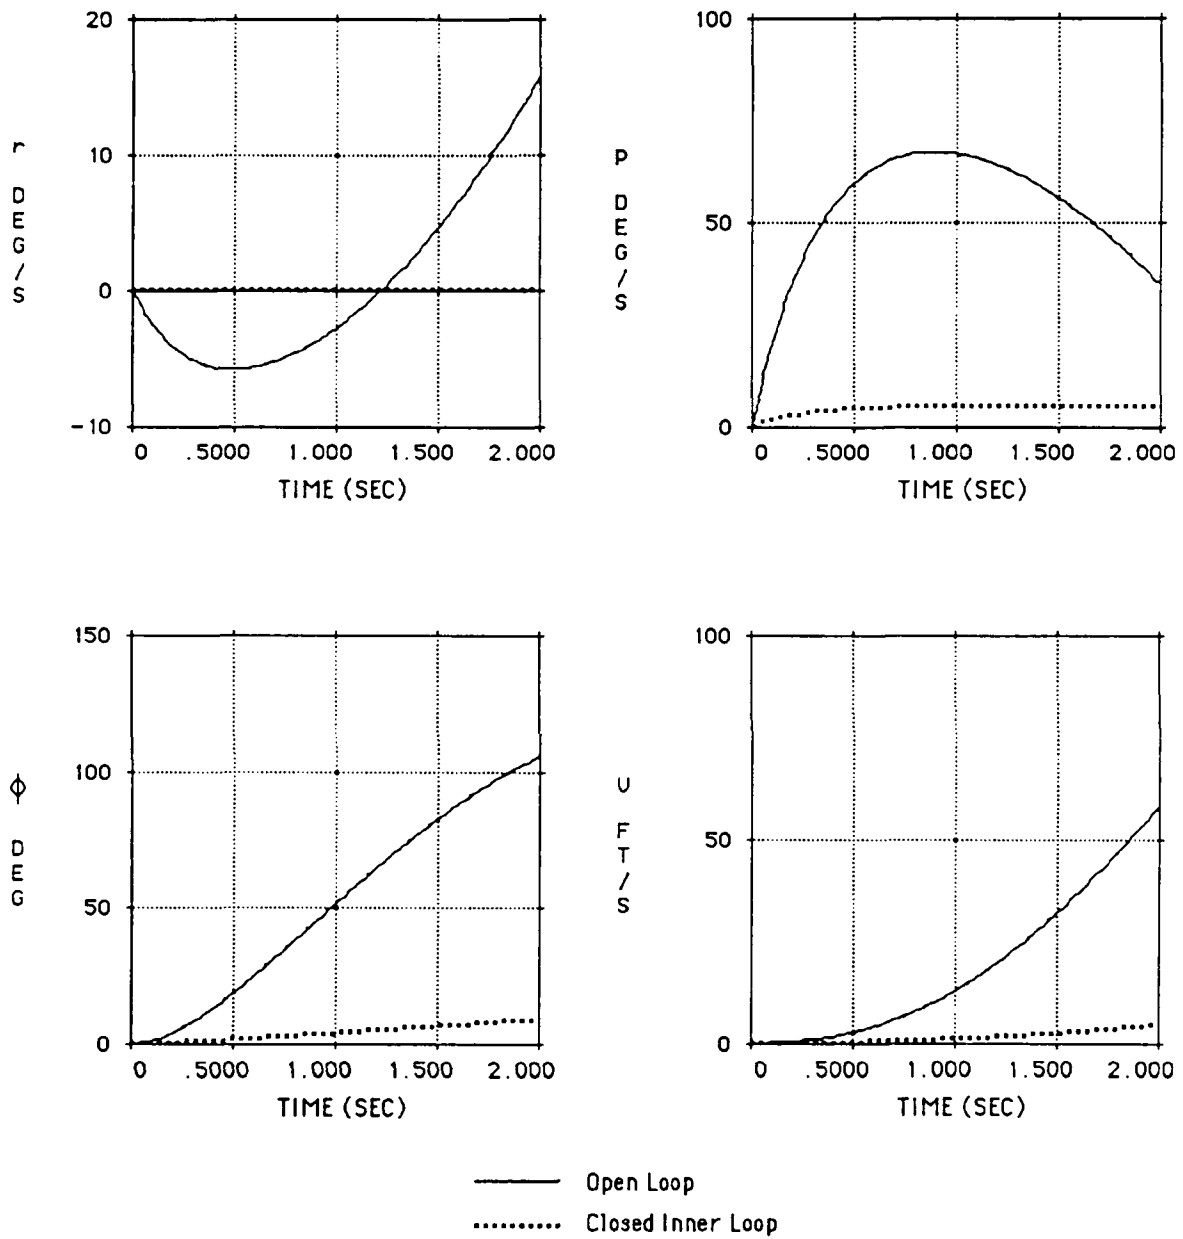 20
10
0
-10
r DEG/S
0 .5000 1.000 1.500 2.000
TIME (SEC)
100
50
0
P DEG/S
0 .5000 1.000 1.500 2.000
TIME (SEC)
150
100
50
0
ϕ DEG
0 .5000 1.000 1.500 2.000
TIME (SEC)
100
50
0
U FT/S
0 .5000 1.000 1.500 2.000
TIME (SEC)
Open Loop
Closed Inner Loop